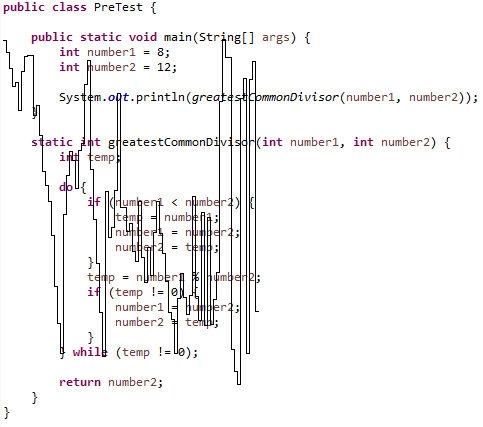 public class PreTest {
public static void main(String[] args) {
int number1 = 8;
int number2 = 12;
System.out.println(greatestCommonDivisor(number1, number2));
}
static int greatestCommonDivisor(int number1, int number2) {
int temp;
do {
if (number1 < number2) {
temp = number1;
number1 = number2;
number2 = temp;
}
temp = number1 % number2;
if (temp != 0) {
number1 = number2;
number2 = temp;
}
} while (temp != 0);
return number2;
}
}